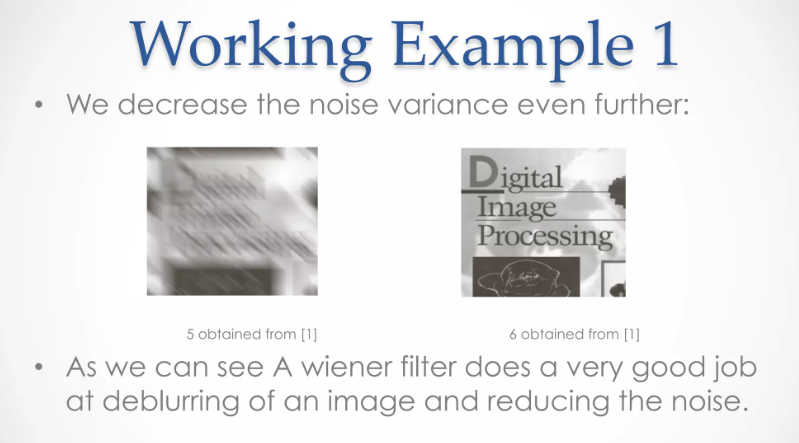 Working Example 1
• We decrease the noise variance even further:
Digital
Image
Processing
5 obtained from [1]
6 obtained from [1]
• As we can see A wiener filter does a very good job
at deblurring of an image and reducing the noise.